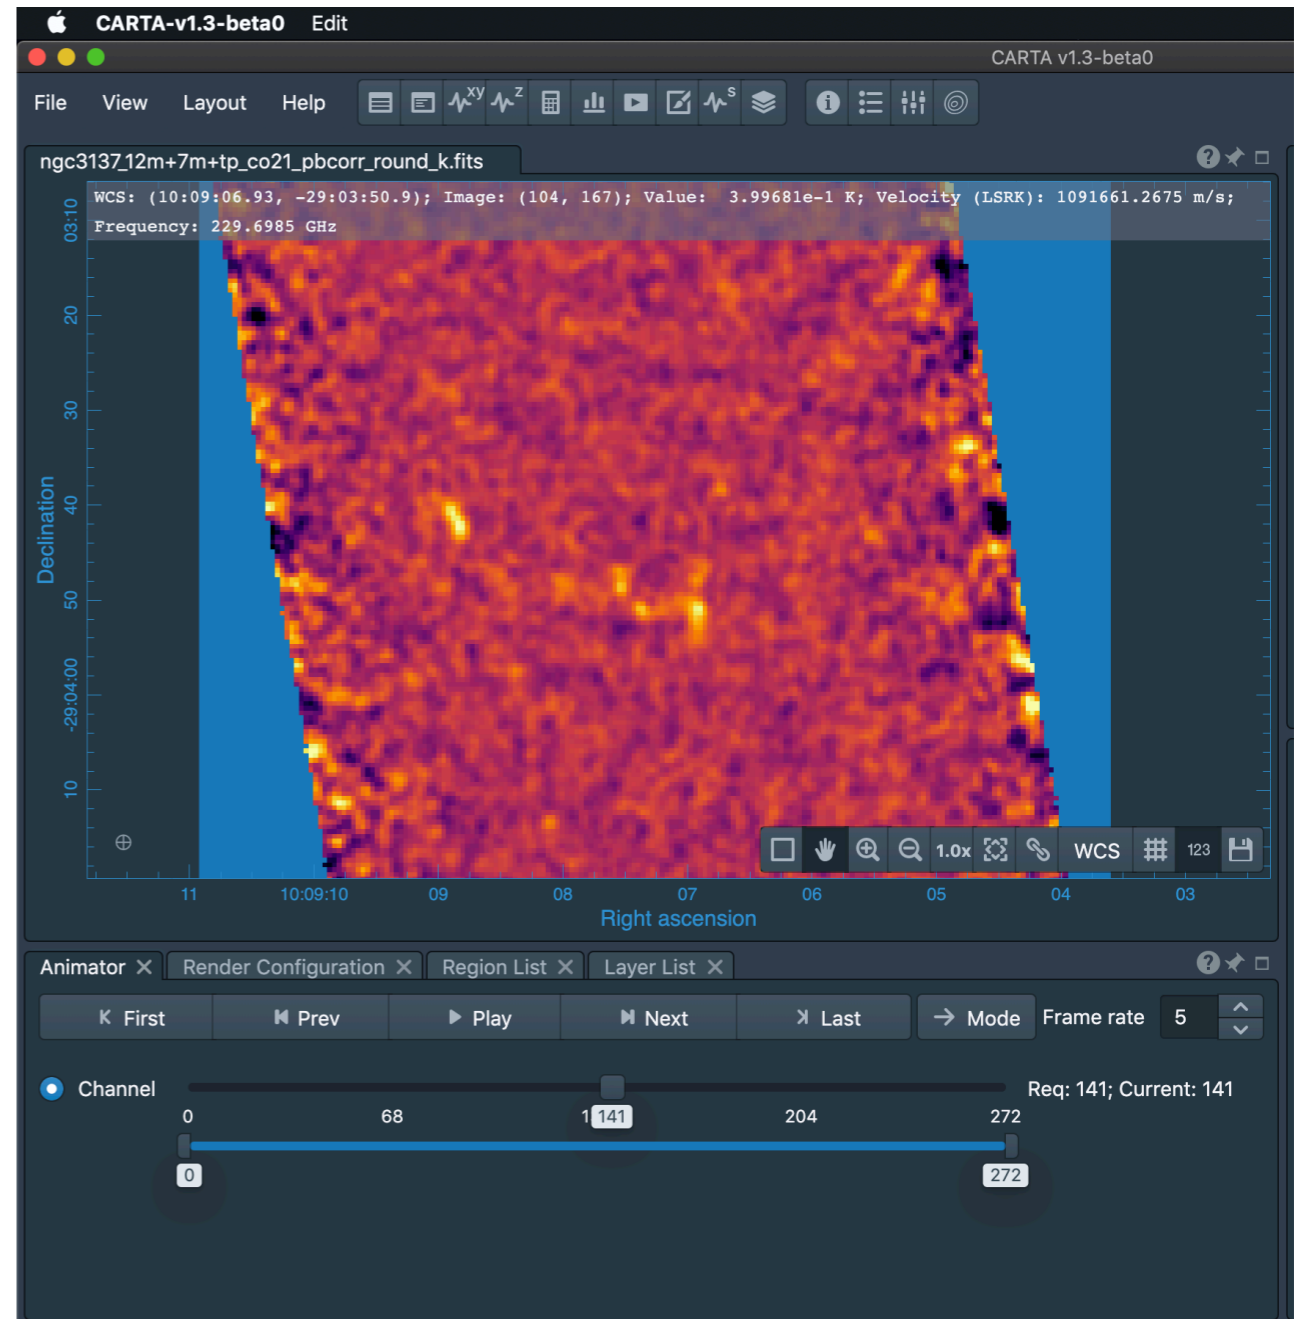 CARTA-v1.3-beta0 Edit
CARTA v1.3-beta0
File View Layout Help xy z s
ngc3137_12m+7m+tp_co21_pbcorr_round_k.fits
WCS: (10:09:06.93, -29:03:50.9); Image: (104, 167); Value: 3.99681e-1 K; Velocity (LSRK): 1091661.2675 m/s;
Frequency: 229.6985 GHz
03:10
20
30
40
50
-29:04:00
10
Declination
1.0x WCS 123
11 10:09:10 09 08 07 06 05 04 03
Right ascension
Animator Render Configuration Region List Layer List
First Prev Play Next Last Mode Frame rate 5
Channel Req: 141; Current: 141
0 68 1 141 204 272
0 272